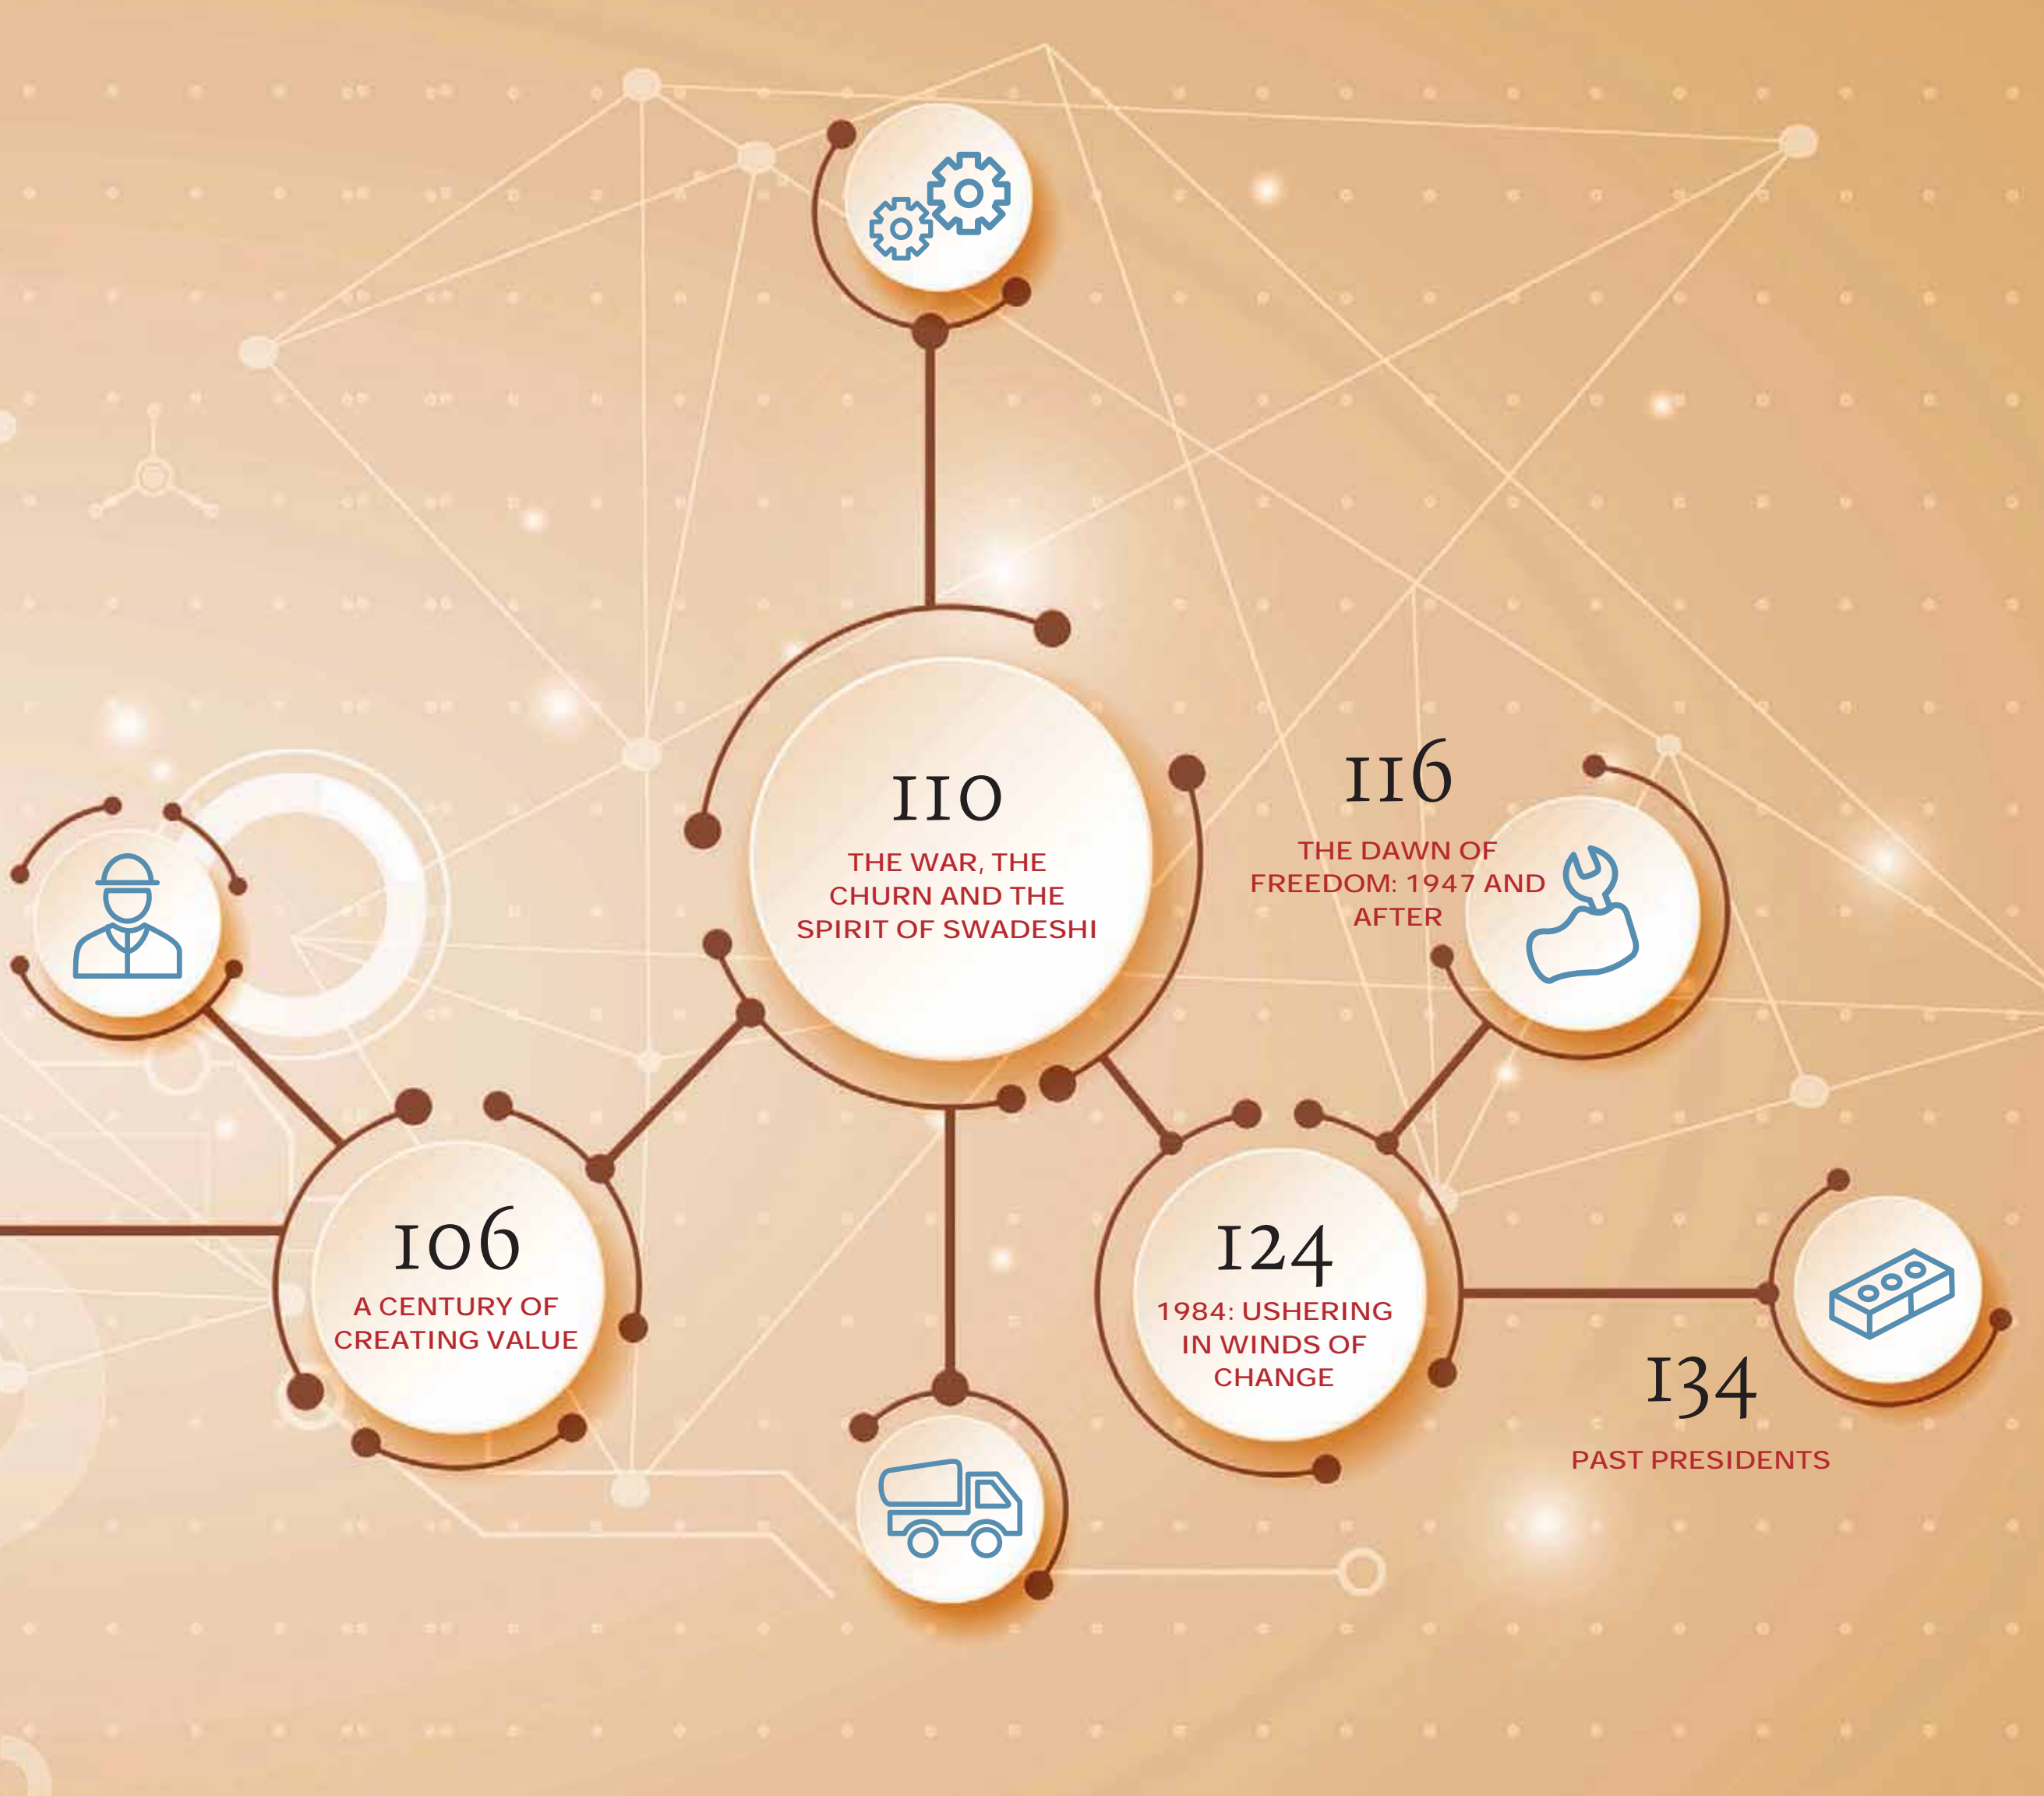 106
A CENTURY OF
CREATING VALUE
110
THE WAR, THE
CHURN AND THE
SPIRIT OF SWADESHI
116
THE DAWN OF
FREEDOM: 1947 AND
AFTER
124
1984: USHERING
IN WINDS OF
CHANGE
134
PAST PRESIDENTS